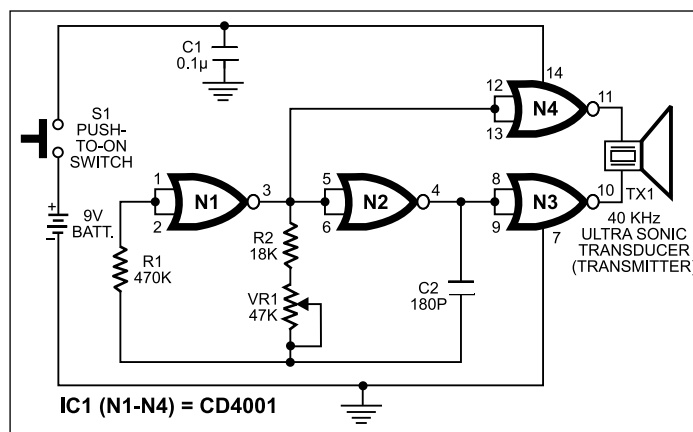 C1
0.1µ
S1
PUSH-
TO-ON
SWITCH
+
9V
BATT.
-
1
2
N1
3
R1
470K
R2
18K
VR1
47K
5
6
N2
4
C2
180P
12
13
14
N4
11
8
9
N3
10
7
TX1
40 KHz
ULTRA SONIC
TRANSDUCER
(TRANSMITTER)
IC1 (N1-N4) = CD4001